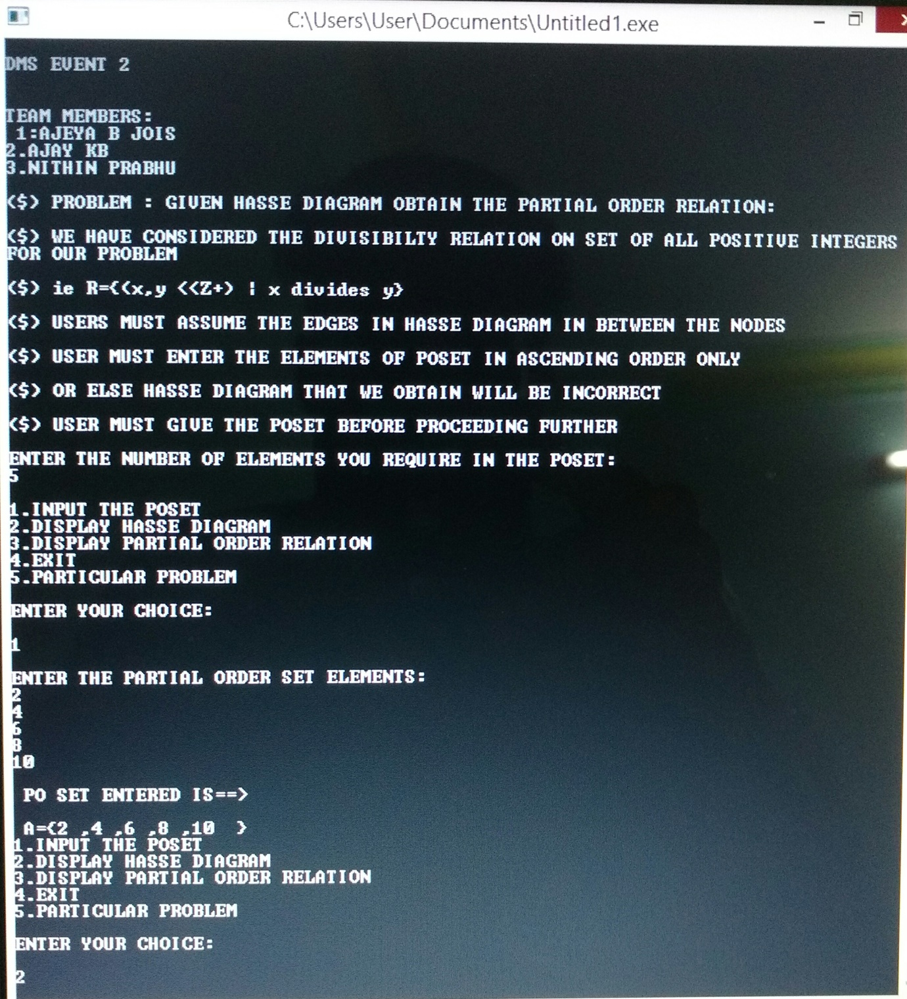 C:\Users\User\Documents\Untitled1.exe
DMS EVENT 2
TEAM MEMBERS:
1:AJEYA B JOIS
2.AJAY KB
3.NITHIN PRABHU
($) PROBLEM : GIVEN HASSE DIAGRAM OBTAIN THE PARTIAL ORDER RELATION:
($) WE HAVE CONSIDERED THE DIVISIBILTY RELATION ON SET OF ALL POSITIVE INTEGERS
FOR OUR PROBLEM
($) ie R={(x,y <<Z+) | x divides y}
($) USERS MUST ASSUME THE EDGES IN HASSE DIAGRAM IN BETWEEN THE NODES
($) USER MUST ENTER THE ELEMENTS OF POSET IN ASCENDING ORDER ONLY
($) OR ELSE HASSE DIAGRAM THAT WE OBTAIN WILL BE INCORRECT
($) USER MUST GIVE THE POSET BEFORE PROCEEDING FURTHER
ENTER THE NUMBER OF ELEMENTS YOU REQUIRE IN THE POSET:
5
1.INPUT THE POSET
2.DISPLAY HASSE DIAGRAM
3.DISPLAY PARTIAL ORDER RELATION
4.EXIT
5.PARTICULAR PROBLEM
ENTER YOUR CHOICE:
1
ENTER THE PARTIAL ORDER SET ELEMENTS:
2
4
6
8
10
PO SET ENTERED IS==>
A={2 ,4 ,6 ,8 ,10  }
1.INPUT THE POSET
2.DISPLAY HASSE DIAGRAM
3.DISPLAY PARTIAL ORDER RELATION
4.EXIT
5.PARTICULAR PROBLEM
ENTER YOUR CHOICE:
2